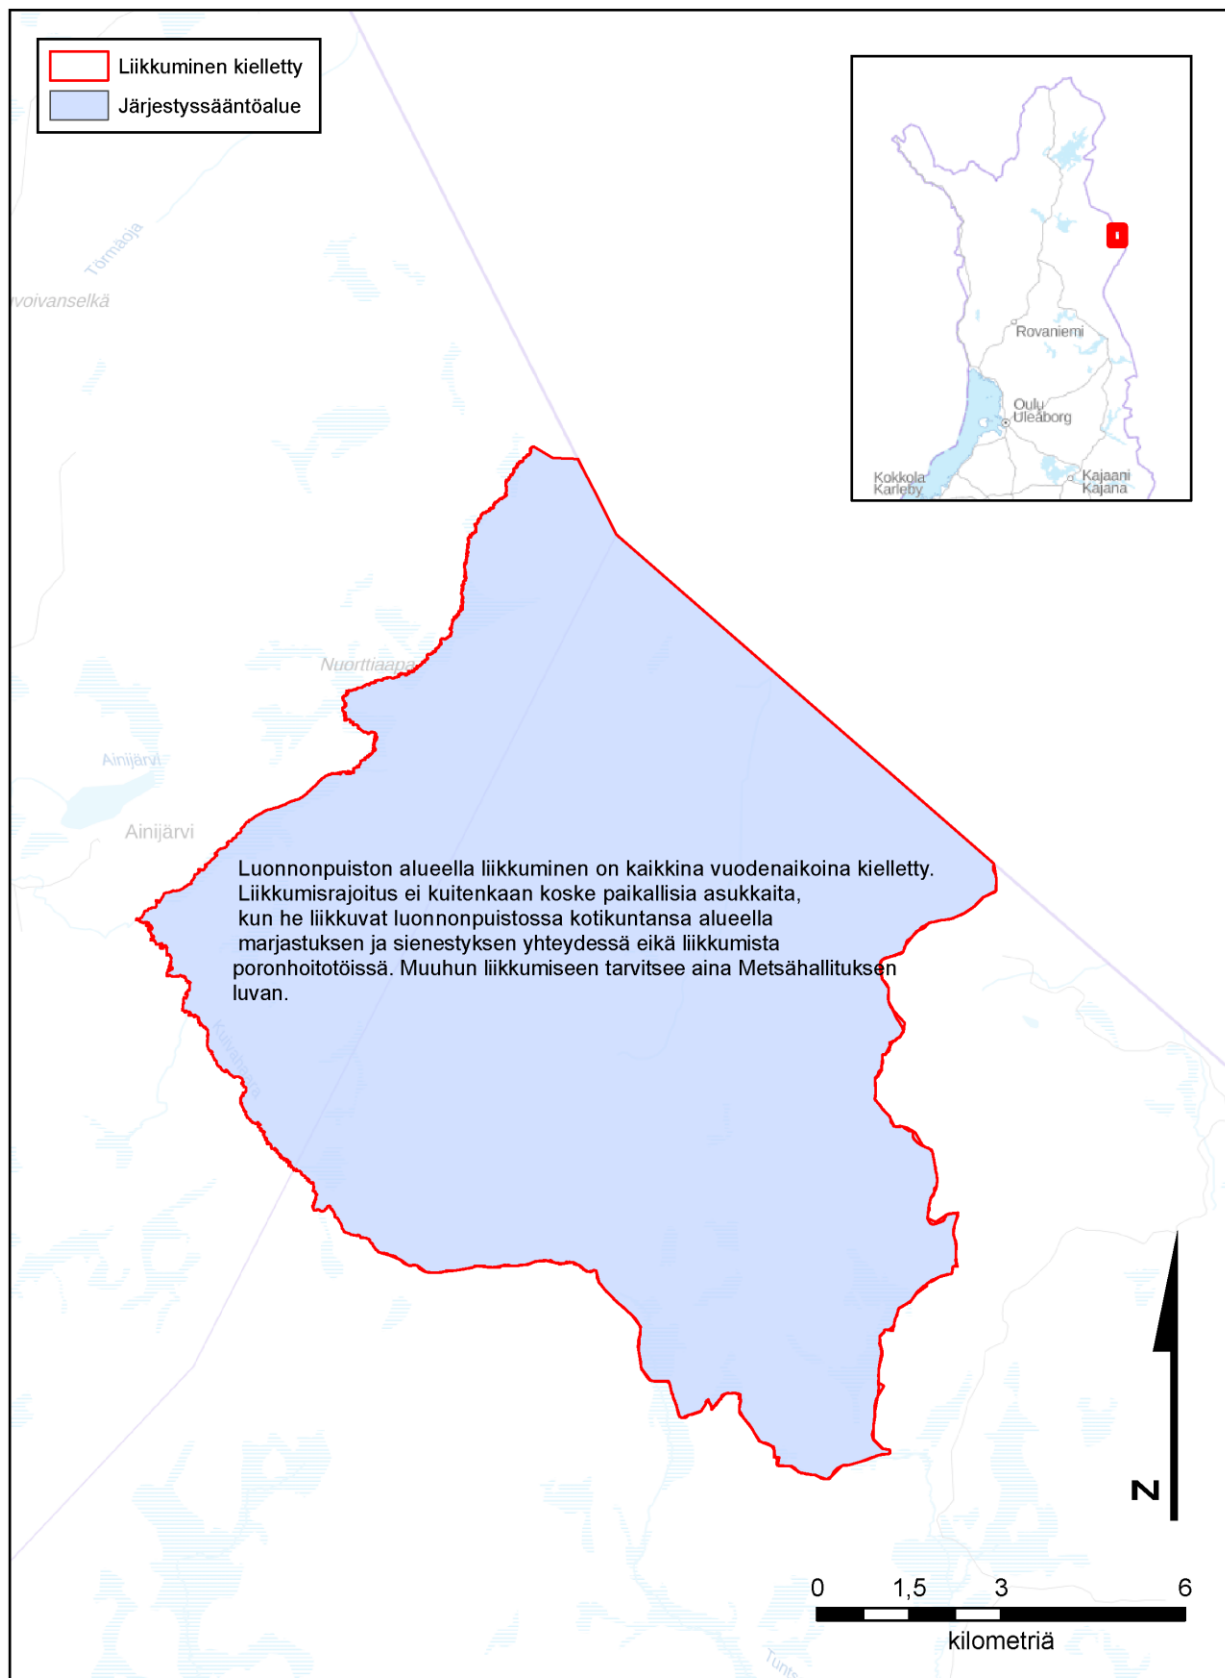 Liikkuminen kielletty
Järjestyssääntöalue
Rovaniemi
Oulu
Uleåborg
Kajaani
Kajana
Kokkola
Karleby
Törmäoja
voivanselkä
Nuorttiaapa
Ainijärvi
Ainijärvi
Luonnonpuiston alueella liikkuminen on kaikkina vuodenaikoina kielletty.
Liikkumisrajoitus ei kuitenkaan koske paikallisia asukkaita,
kun he liikkuvat luonnonpuistossa kotikuntansa alueella
marjastuksen ja sienestyksen yhteydessä eikä liikkumista
poronhoitotöissä. Muuhun liikkumiseen tarvitsee aina Metsähallituksen
luvan.
N
0 1,5 3 6
kilometriä
Tunts